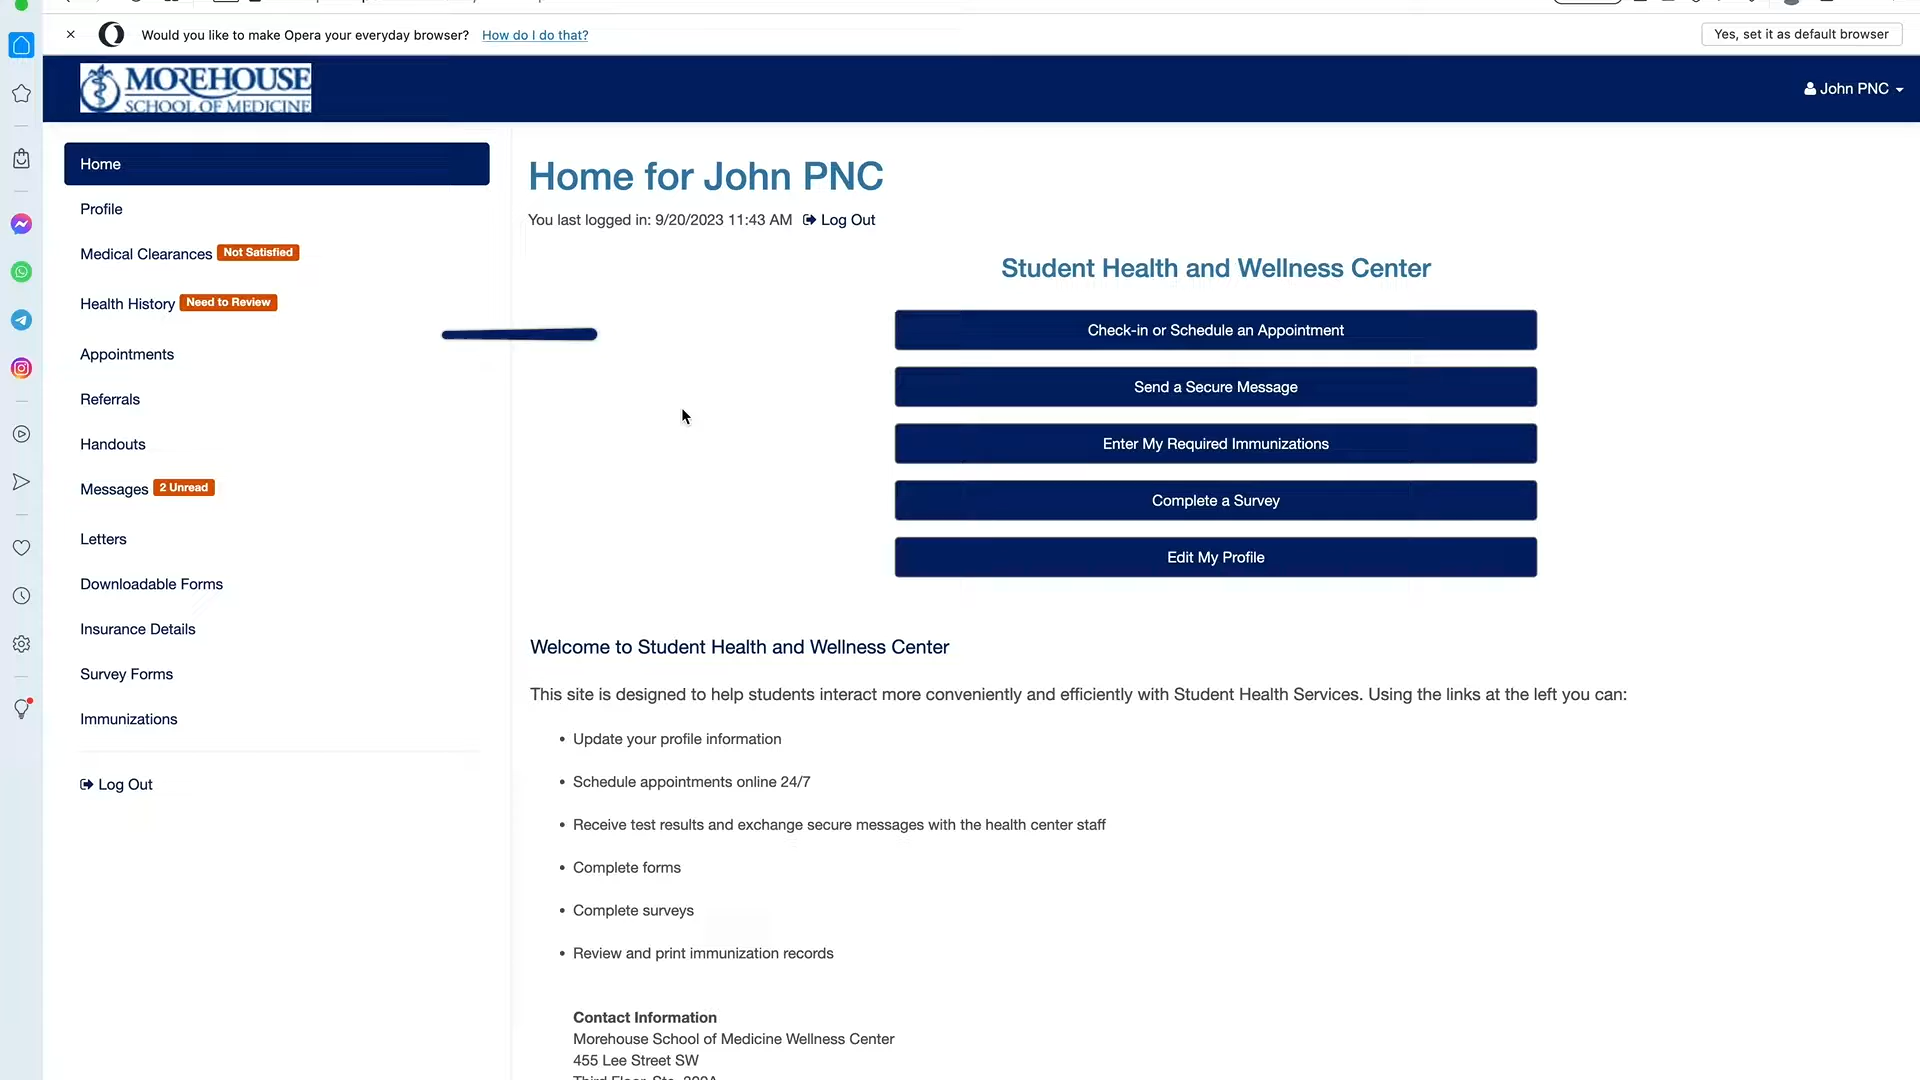 Would you like to make Opera your everyday browser? How do I do that?
Yes, set it as default browser
MOREHOUSE
SCHOOL OF MEDICINE
John PNC
Home
Profile
Medical Clearances Not Satisfied
Health History Need to Review
Appointments
Referrals
Handouts
Messages 2 Unread
Letters
Downloadable Forms
Insurance Details
Survey Forms
Immunizations
Log Out
Home for John PNC
You last logged in: 9/20/2023 11:43 AM Log Out
Student Health and Wellness Center
Check-in or Schedule an Appointment
Send a Secure Message
Enter My Required Immunizations
Complete a Survey
Edit My Profile
Welcome to Student Health and Wellness Center
This site is designed to help students interact more conveniently and efficiently with Student Health Services. Using the links at the left you can:
• Update your profile information
• Schedule appointments online 24/7
• Receive test results and exchange secure messages with the health center staff
• Complete forms
• Complete surveys
• Review and print immunization records
Contact Information
Morehouse School of Medicine Wellness Center
455 Lee Street SW
Third Floor, Ste.